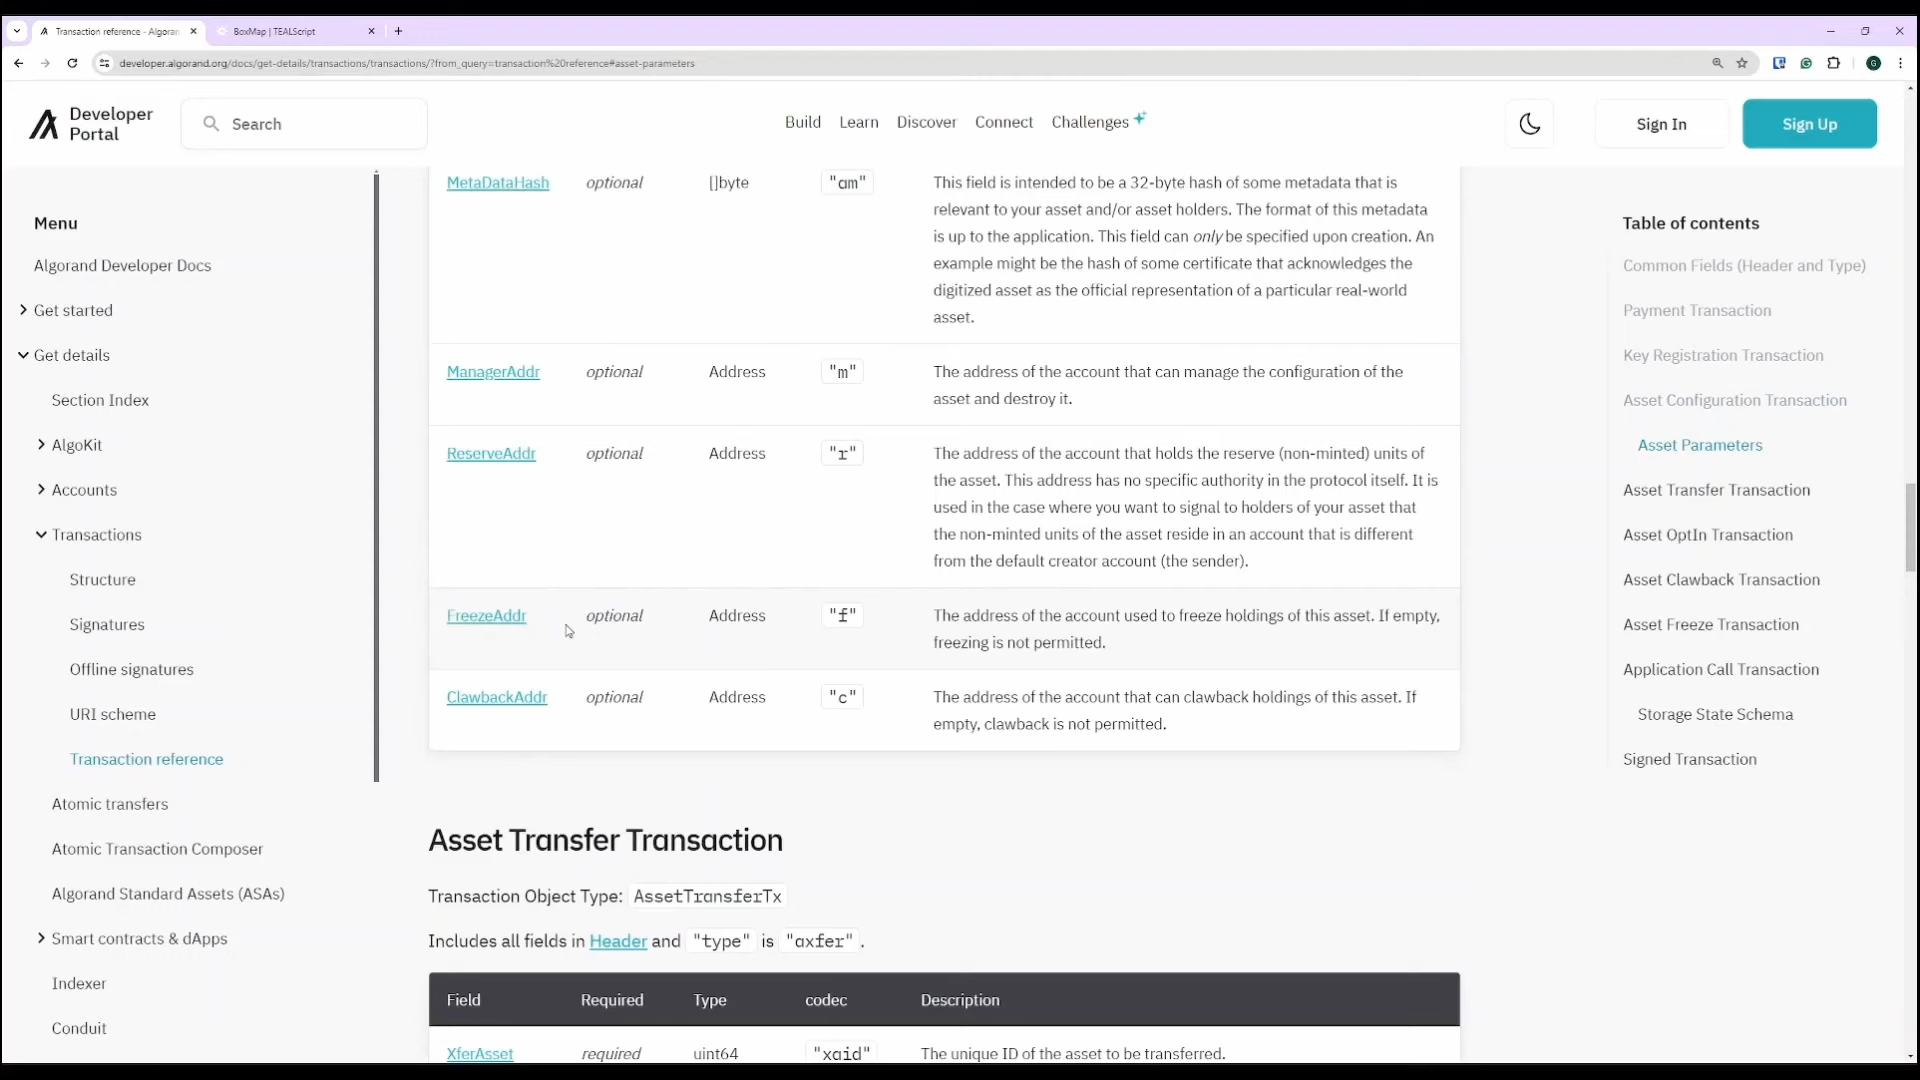 Transaction reference - Algoran
BoxMap | TEALScript
developer.algorand.org/docs/get-details/transactions/transactions/?from_query=transaction%20reference#asset-parameters
G
Developer
Portal
Search
Build
Learn
Discover
Connect
Challenges
Sign In
Sign Up
Menu
Algorand Developer Docs
Get started
Get details
Section Index
AlgoKit
Accounts
Transactions
Structure
Signatures
Offline signatures
URI scheme
Transaction reference
Atomic transfers
Atomic Transaction Composer
Algorand Standard Assets (ASAs)
Smart contracts & dApps
Indexer
Conduit
MetaDataHash optional []byte "am" This field is intended to be a 32-byte hash of some metadata that is
relevant to your asset and/or asset holders. The format of this metadata
is up to the application. This field can only be specified upon creation. An
example might be the hash of some certificate that acknowledges the
digitized asset as the official representation of a particular real-world
asset.
ManagerAddr optional Address "m" The address of the account that can manage the configuration of the
asset and destroy it.
ReserveAddr optional Address "r" The address of the account that holds the reserve (non-minted) units of
the asset. This address has no specific authority in the protocol itself. It is
used in the case where you want to signal to holders of your asset that
the non-minted units of the asset reside in an account that is different
from the default creator account (the sender).
FreezeAddr optional Address "f" The address of the account used to freeze holdings of this asset. If empty,
freezing is not permitted.
ClawbackAddr optional Address "c" The address of the account that can clawback holdings of this asset. If
empty, clawback is not permitted.
Asset Transfer Transaction
Transaction Object Type: AssetTransferTx
Includes all fields in Header and "type" is "axfer".
Field Required Type codec Description
XferAsset required uint64 "xaid" The unique ID of the asset to be transferred.
Table of contents
Common Fields (Header and Type)
Payment Transaction
Key Registration Transaction
Asset Configuration Transaction
Asset Parameters
Asset Transfer Transaction
Asset OptIn Transaction
Asset Clawback Transaction
Asset Freeze Transaction
Application Call Transaction
Storage State Schema
Signed Transaction